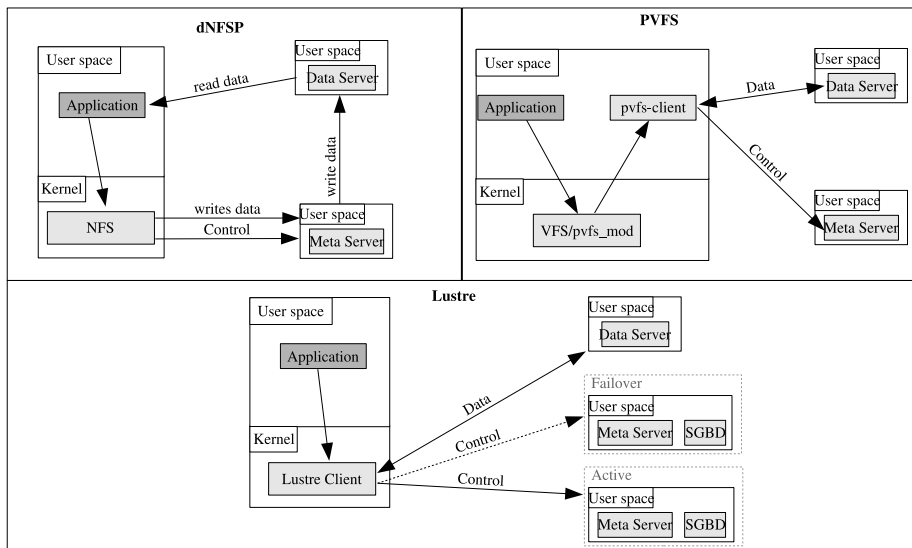 dNFSP
User space
Application
read data
User space
Data Server
write data
Kernel
NFS
writes data
Control
User space
Meta Server
PVFS
User space
Application
pvfs-client
Data
User space
Data Server
Control
Kernel
VFS/pvfs_mod
User space
Meta Server
Lustre
User space
Application
User space
Data Server
Data
Failover
User space
Meta Server
SGBD
Control
Kernel
Lustre Client
Control
Active
User space
Meta Server
SGBD